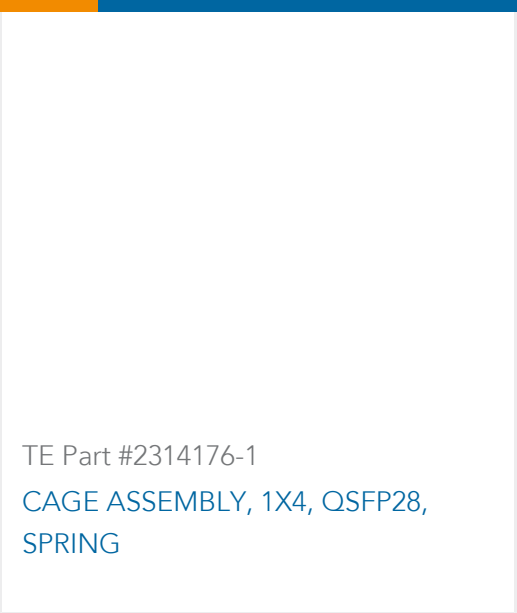 TE Part #2314176-1
CAGE ASSEMBLY, 1X4, QSFP28,
SPRING